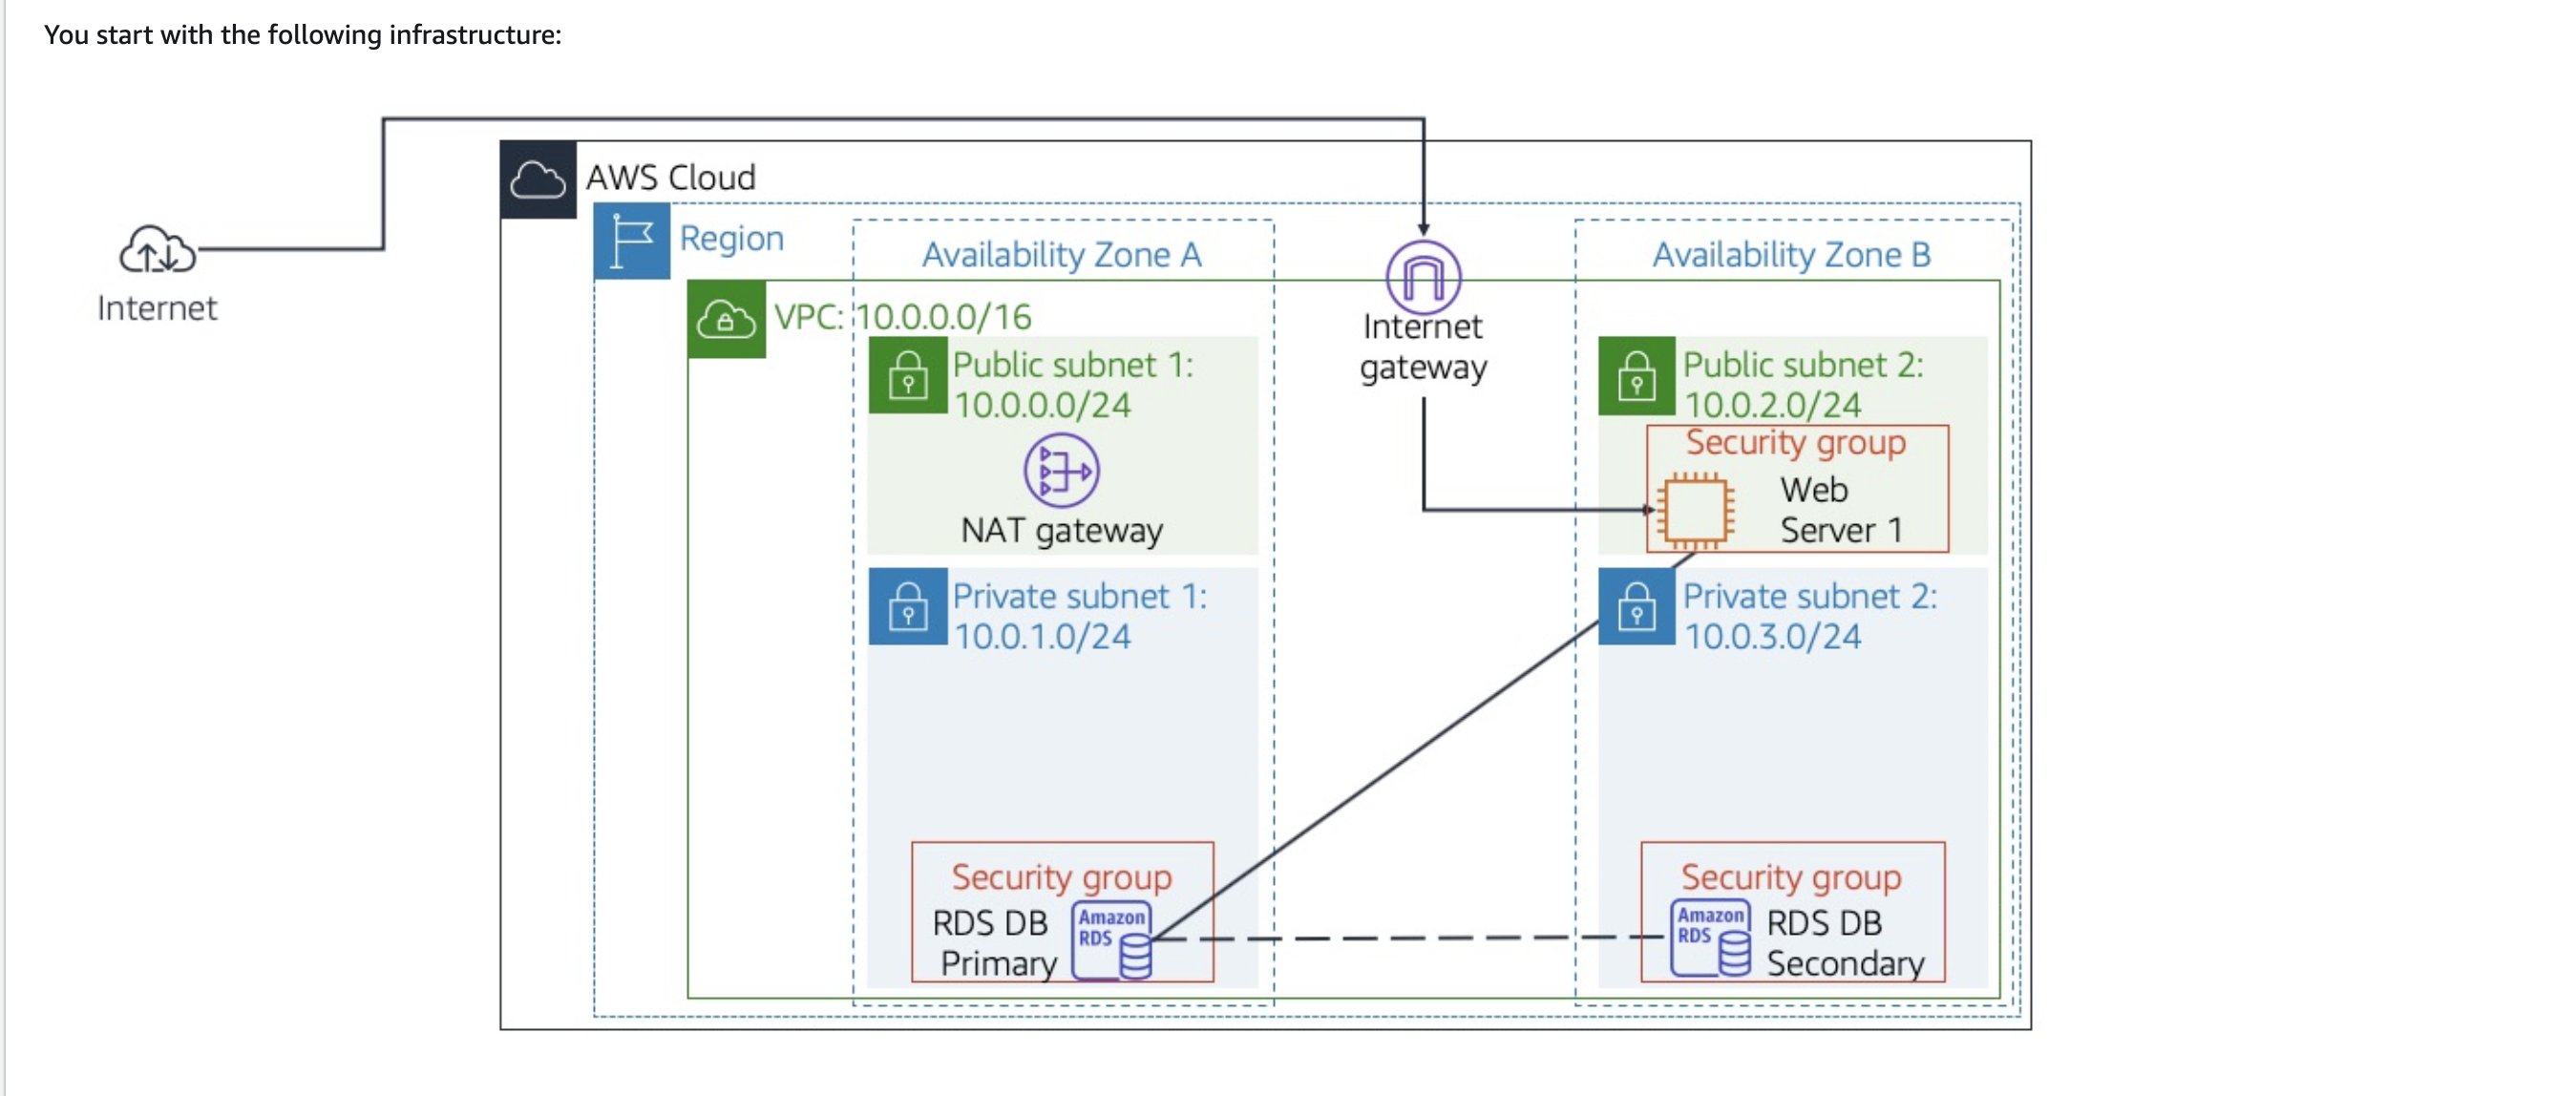 You start with the following infrastructure:
AWS Cloud
Region
Availability Zone A
Availability Zone B
Internet
VPC: 10.0.0.0/16
Internet
gateway
Public subnet 1:
10.0.0.0/24
NAT gateway
Public subnet 2:
10.0.2.0/24
Security group
Web
Server 1
Private subnet 1:
10.0.1.0/24
Private subnet 2:
10.0.3.0/24
Security group
RDS DB
Primary
Amazon
RDS
Security group
Amazon
RDS
RDS DB
Secondary